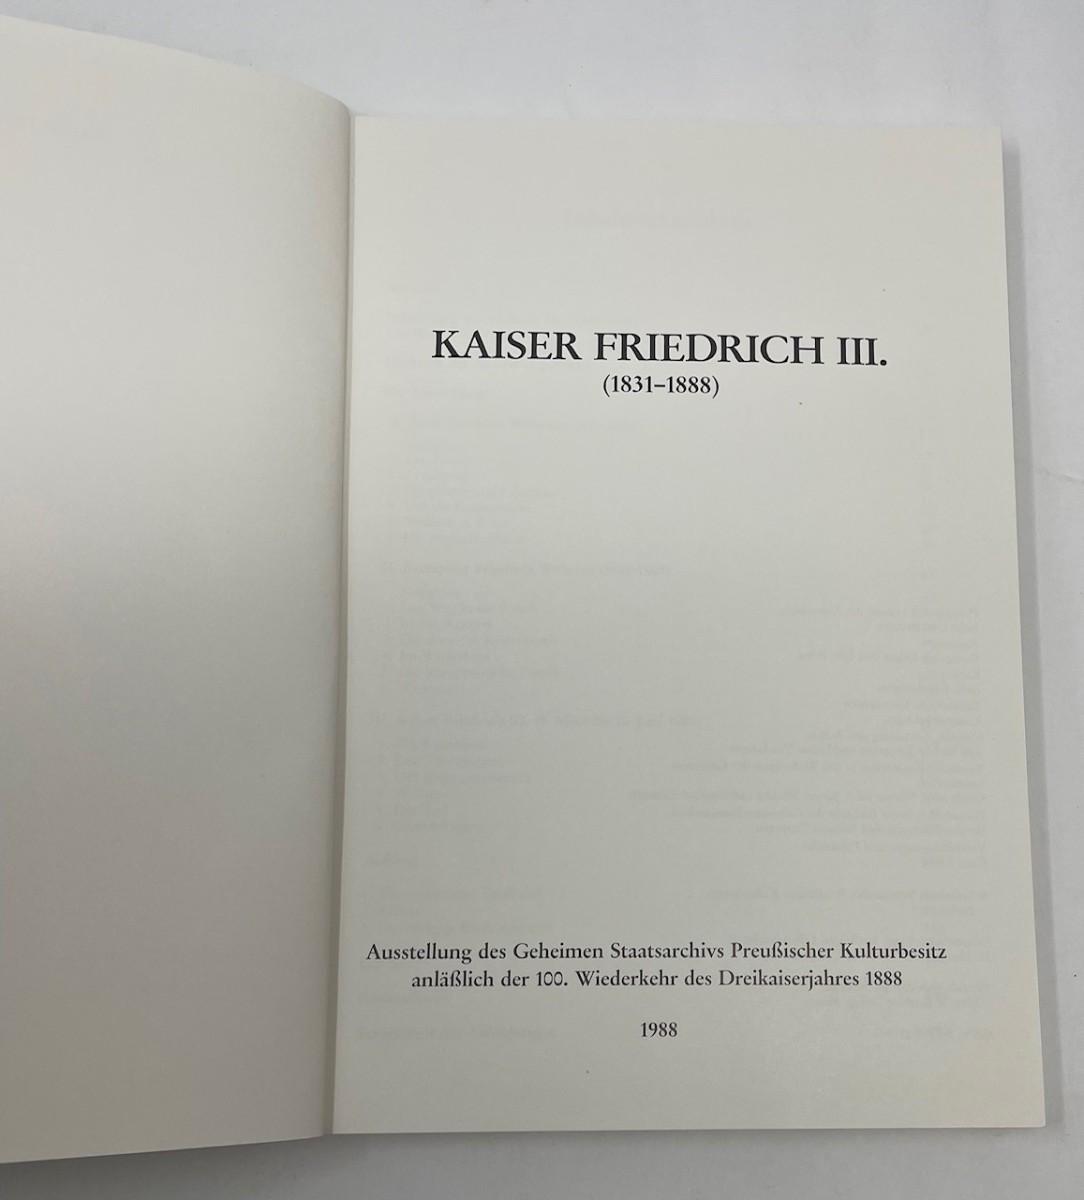 KAISER FRIEDRICH III.
(1831–1888)
Ausstellung des Geheimen Staatsarchivs Preußischer Kulturbesitz
anläßlich der 100. Wiederkehr des Dreikaiserjahres 1888
1988